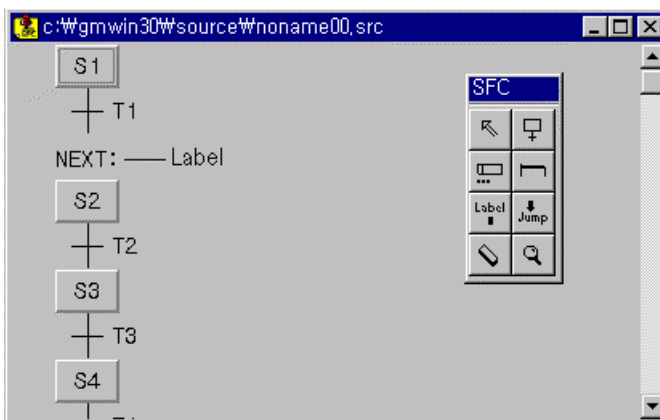 c:₩gmwin30₩source₩noname00,src
S1
SFC
T1
NEXT: Label
Label
Jump
S2
T2
S3
T3
S4